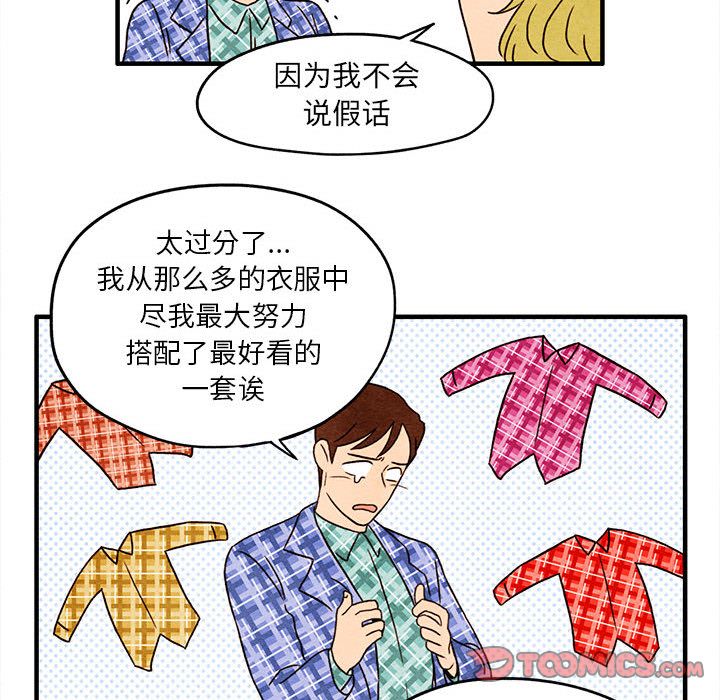 因为我不会
说假话
太过分了...
我从那么多的衣服中
尽我最大努力
搭配了最好看的
一套诶
TOOMICS.COM